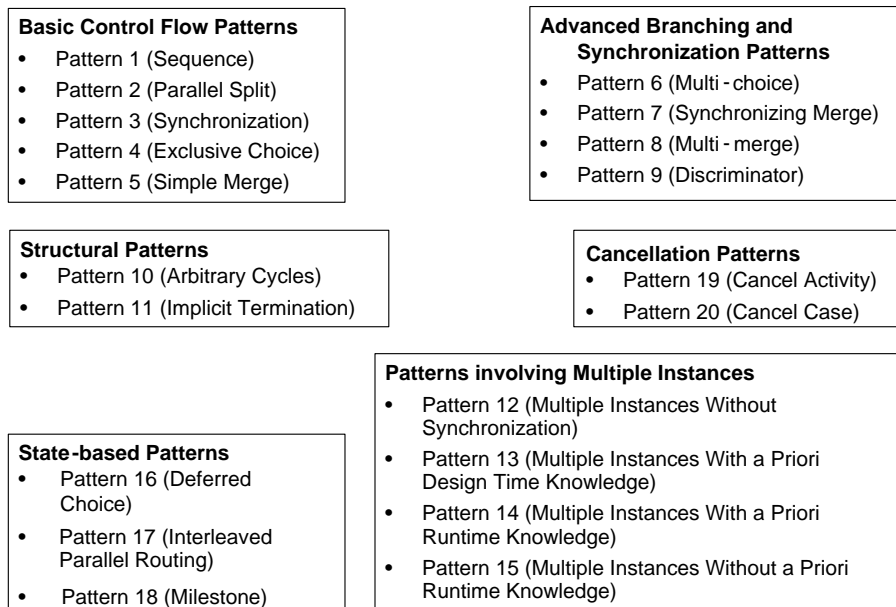 Basic Control Flow Patterns
• Pattern 1 (Sequence)
• Pattern 2 (Parallel Split)
• Pattern 3 (Synchronization)
• Pattern 4 (Exclusive Choice)
• Pattern 5 (Simple Merge)
Advanced Branching and
Synchronization Patterns
• Pattern 6 (Multi-choice)
• Pattern 7 (Synchronizing Merge)
• Pattern 8 (Multi-merge)
• Pattern 9 (Discriminator)
Structural Patterns
• Pattern 10 (Arbitrary Cycles)
• Pattern 11 (Implicit Termination)
Cancellation Patterns
• Pattern 19 (Cancel Activity)
• Pattern 20 (Cancel Case)
Patterns involving Multiple Instances
• Pattern 12 (Multiple Instances Without
Synchronization)
• Pattern 13 (Multiple Instances With a Priori
Design Time Knowledge)
• Pattern 14 (Multiple Instances With a Priori
Runtime Knowledge)
• Pattern 15 (Multiple Instances Without a Priori
Runtime Knowledge)
State-based Patterns
• Pattern 16 (Deferred
Choice)
• Pattern 17 (Interleaved
Parallel Routing)
• Pattern 18 (Milestone)